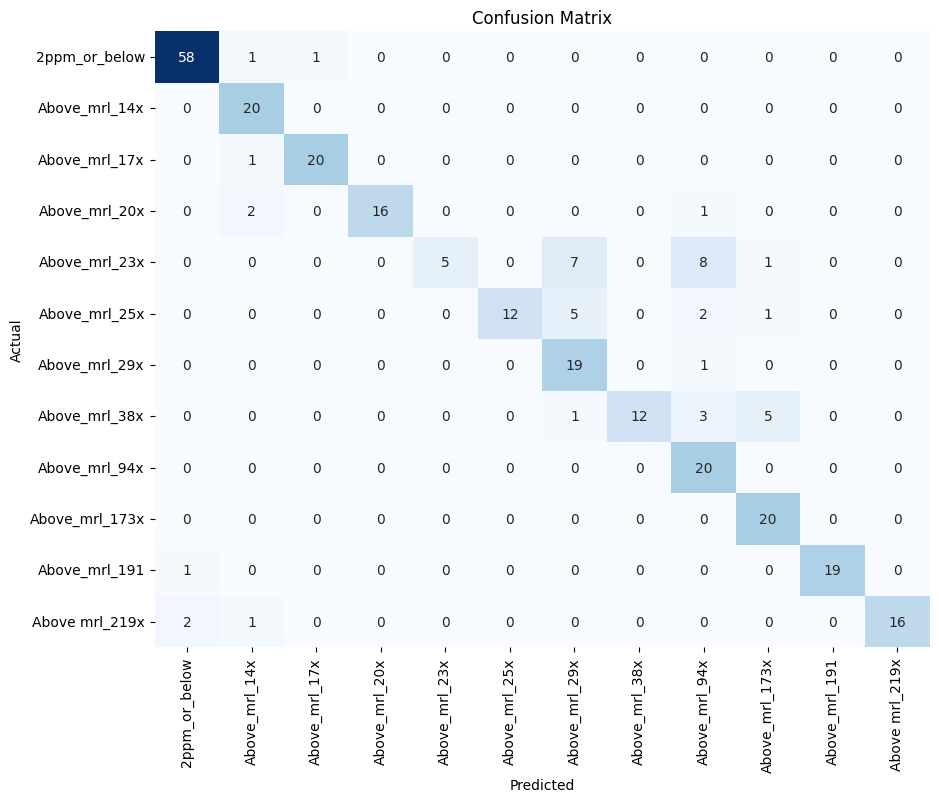 Confusion Matrix
Actual
2ppm_or_below 58 1 1 0 0 0 0 0 0 0 0 0
Above_mrl_14x 0 20 0 0 0 0 0 0 0 0 0 0
Above_mrl_17x 0 1 20 0 0 0 0 0 0 0 0 0
Above_mrl_20x 0 2 0 16 0 0 0 0 1 0 0 0
Above_mrl_23x 0 0 0 0 5 0 7 0 8 1 0 0
Above_mrl_25x 0 0 0 0 0 12 5 0 2 1 0 0
Above_mrl_29x 0 0 0 0 0 0 19 0 1 0 0 0
Above_mrl_38x 0 0 0 0 0 0 1 12 3 5 0 0
Above_mrl_94x 0 0 0 0 0 0 0 0 20 0 0 0
Above_mrl_173x 0 0 0 0 0 0 0 0 0 20 0 0
Above_mrl_191 1 0 0 0 0 0 0 0 0 0 19 0
Above mrl_219x 2 1 0 0 0 0 0 0 0 0 0 16
2ppm_or_below
Above_mrl_14x
Above_mrl_17x
Above_mrl_20x
Above_mrl_23x
Above_mrl_25x
Above_mrl_29x
Above_mrl_38x
Above_mrl_94x
Above_mrl_173x
Above_mrl_191
Above mrl_219x
Predicted